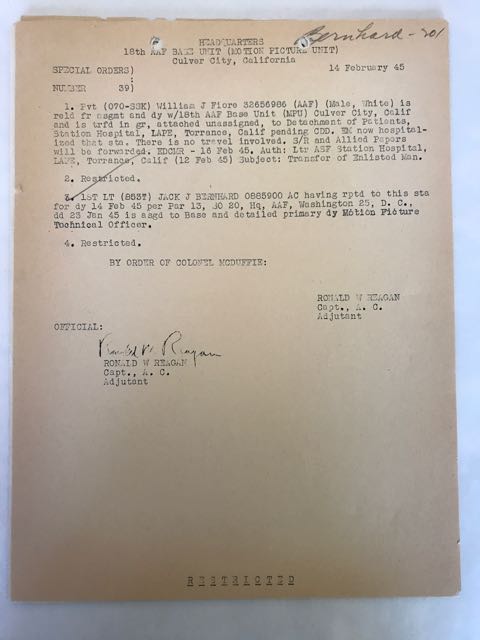 Bernhard - 201
HEADQUARTERS
18th AAF BASE UNIT (MOTION PICTURE UNIT)
Culver City, California
SPECIAL ORDERS) 14 February 45
:
NUMBER 39)
1. Pvt (070-SSK) William J Fiore 32656986 (AAF) (Male, White) is
reld fr asgmt and dy w/18th AAF Base Unit (MPU) Culver City, Calif
and is trfd in gr, attached unassigned, to Detachment of Patients,
Station Hospital, LAPE, Torrance, Calif pending CDD. EM now hospital-
ized that sta. There is no travel involved. S/R and Allied Papers
will be forwarded. EDCMR - 16 Feb 45. Auth: Ltr ASF Station Hospital,
LAPE, Torrance, Calif (12 Feb 45) Subject: Transfer of Enlisted Man.
2. Restricted.
3. 1ST LT (853T) JACK J BERNHARD 0885900 AC having rptd to this sta
for dy 14 Feb 45 per Par 13, SO 20, Hq, AAF, Washington 25, D. C.,
dd 23 Jan 45 is asgd to Base and detailed primary dy Motion Picture
Technical Officer.
4. Restricted.
BY ORDER OF COLONEL MCDUFFIE:
RONALD W REAGAN
Capt., A. C.
Adjutant
OFFICIAL:
Ronald W. Reagan
RONALD W REAGAN
Capt., A. C.
Adjutant
RESTRICTED